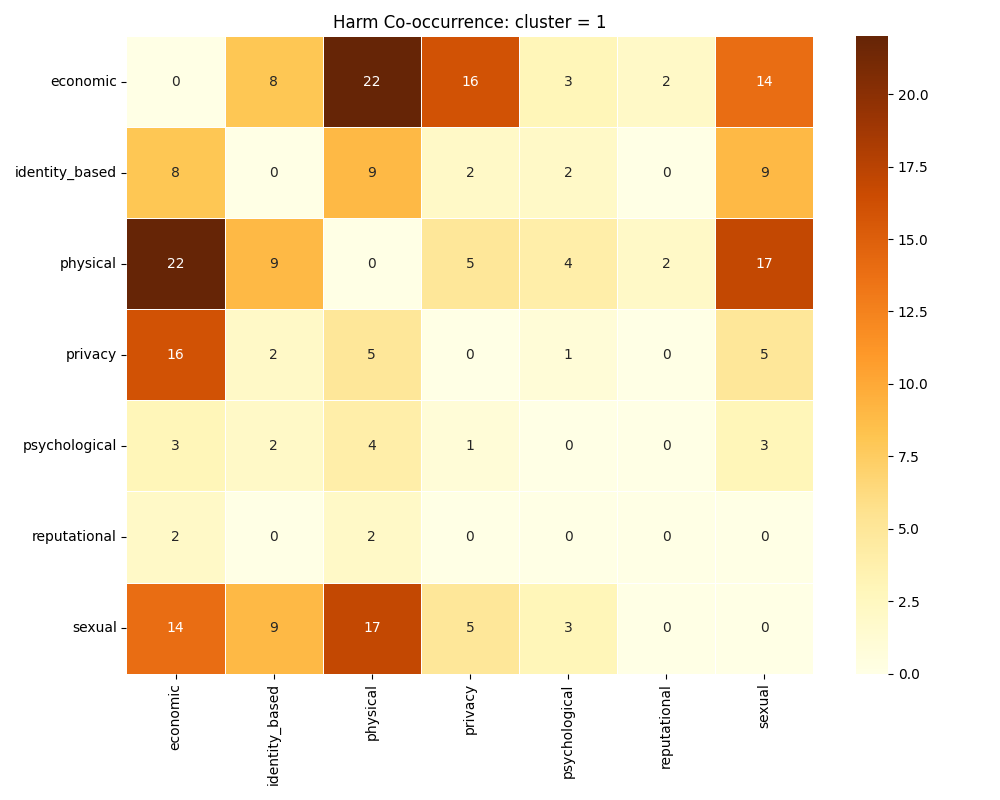 Harm Co-occurrence: cluster = 1
economic 0 8 22 16 3 2 14
identity_based 8 0 9 2 2 0 9
physical 22 9 0 5 4 2 17
privacy 16 2 5 0 1 0 5
psychological 3 2 4 1 0 0 3
reputational 2 0 2 0 0 0 0
sexual 14 9 17 5 3 0 0
economic identity_based physical privacy psychological reputational sexual
20.0
17.5
15.0
12.5
10.0
7.5
5.0
2.5
0.0